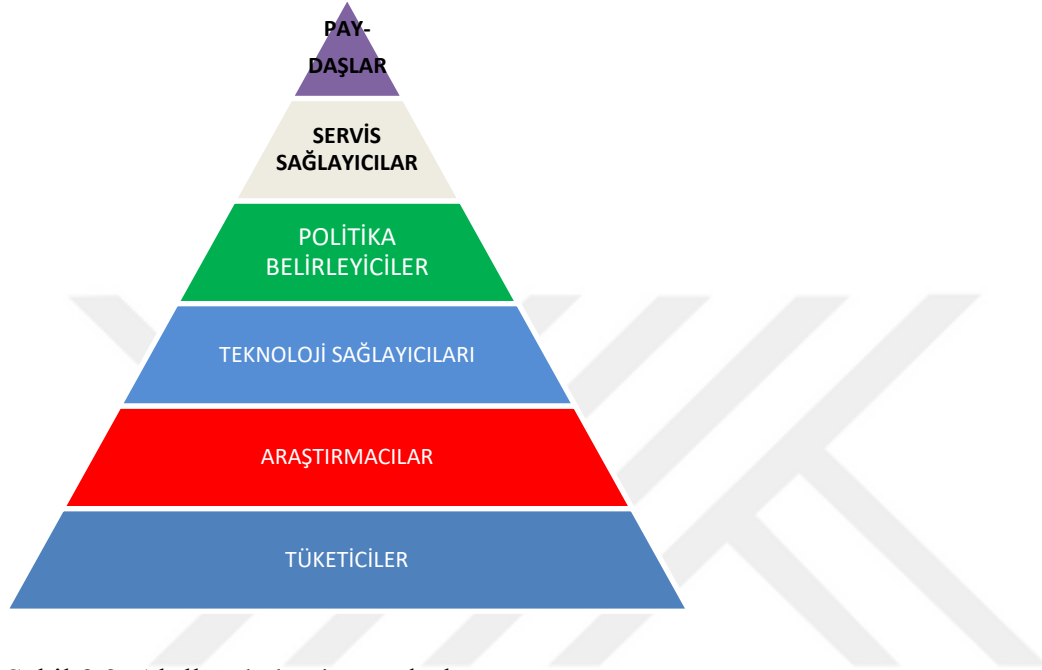 PAY-
DAŞLAR
SERVİS
SAĞLAYICILAR
POLİTİKA
BELİRLEYİCİLER
TEKNOLOJİ SAĞLAYICILARI
ARAŞTIRMACILAR
TÜKETİCİLER